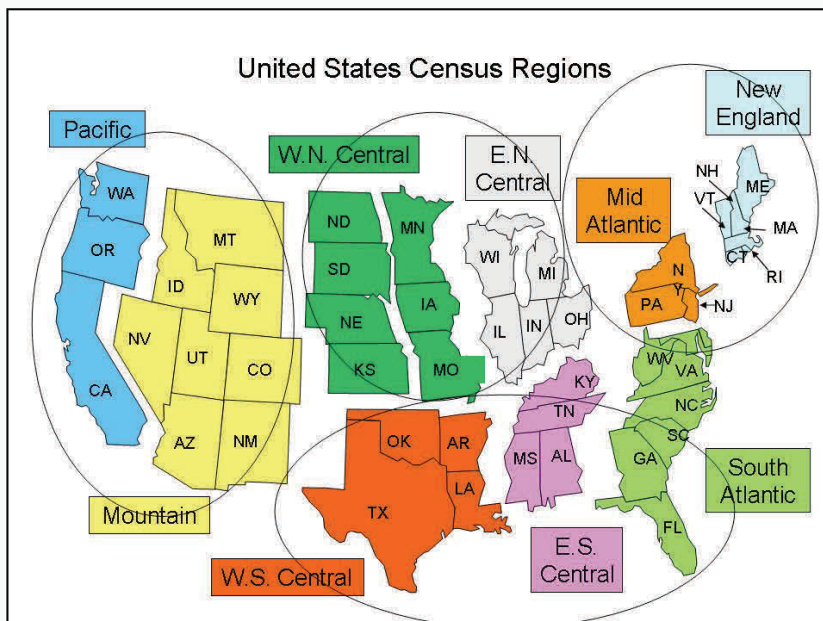 United States Census Regions
New
England
Pacific
W.N. Central
E.N.
Central
Mid
Atlantic
NH
ME
VT
MA
CT
RI
WA
OR
CA
MT
ID
WY
NV
UT
CO
AZ
NM
ND
MN
SD
IA
NE
KS
MO
WI
MI
IL
IN
OH
N
Y
PA
NJ
WV
VA
NC
SC
GA
FL
KY
TN
MS
AL
OK
AR
TX
LA
Mountain
W.S. Central
E.S.
Central
South
Atlantic